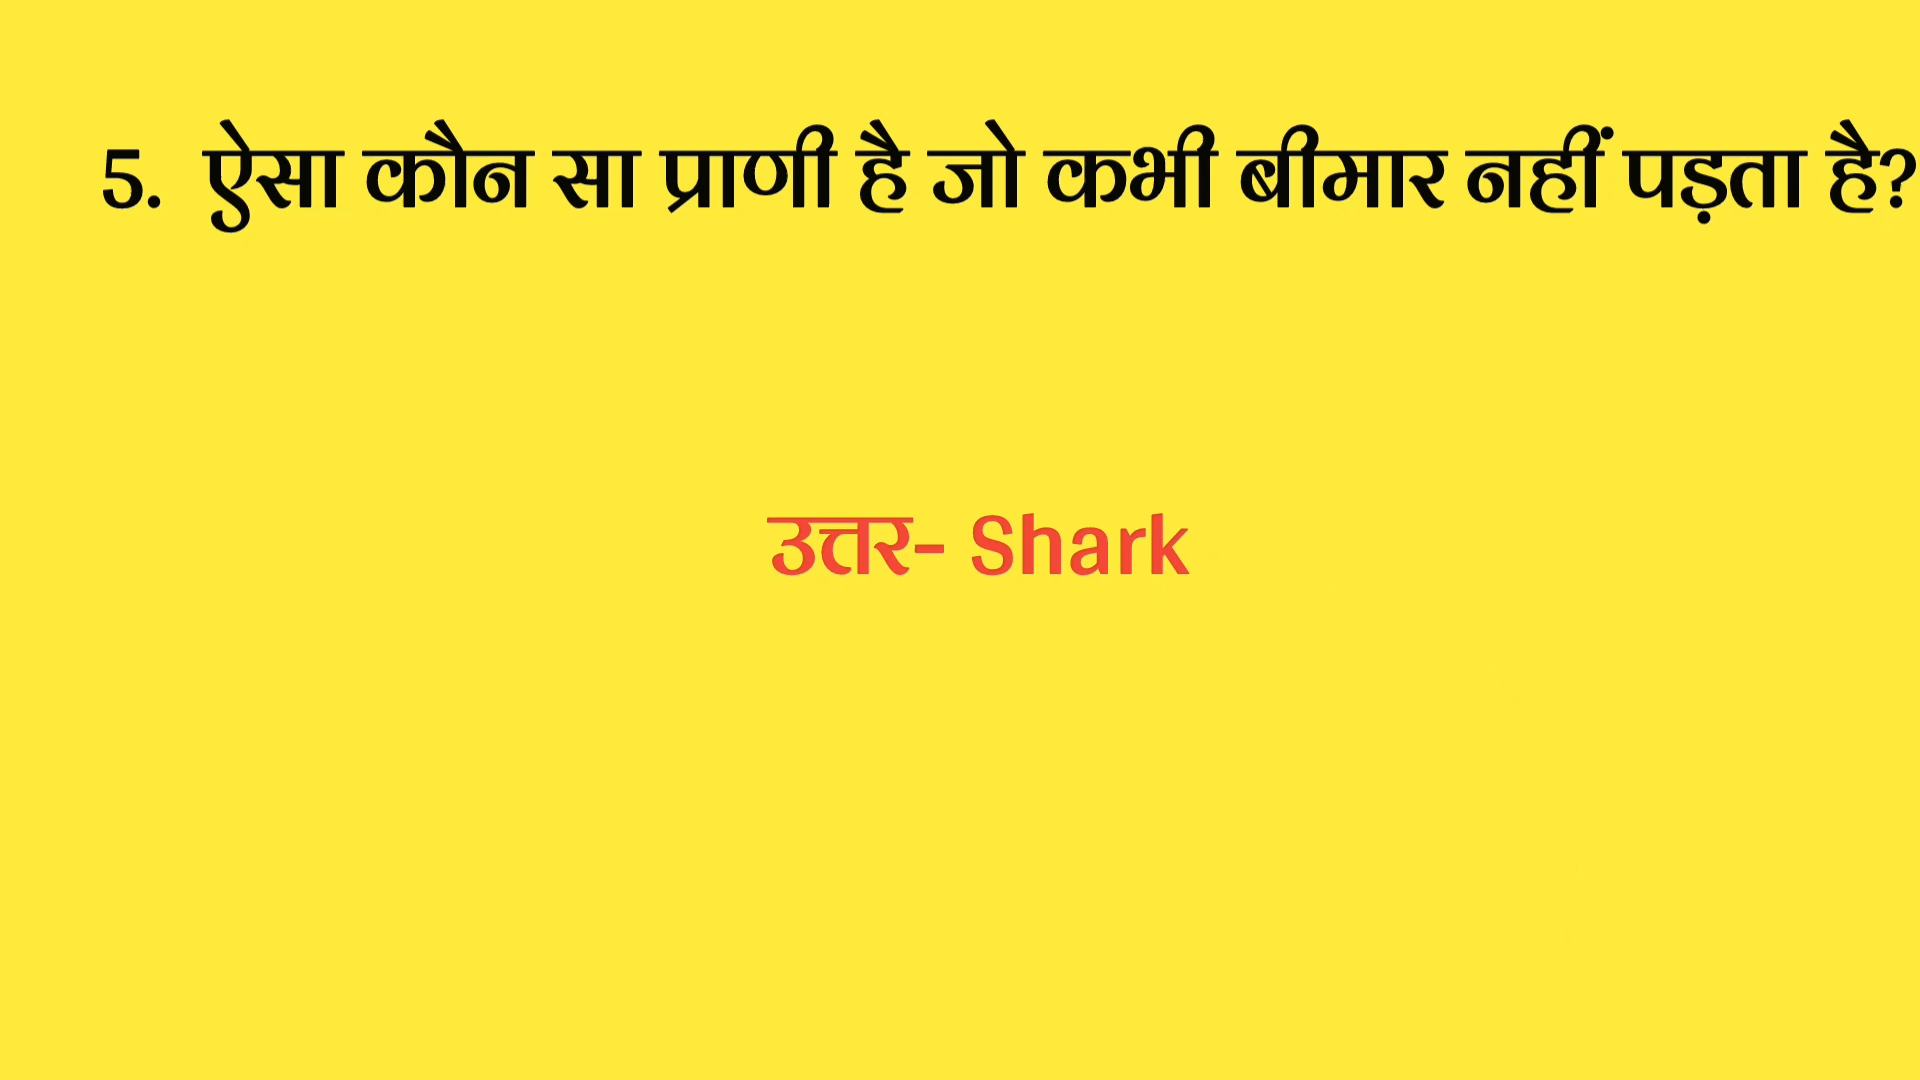 5. ऐसा कौन सा प्राणी है जो कभी बीमार नहीं पड़ता है?
उत्तर- Shark